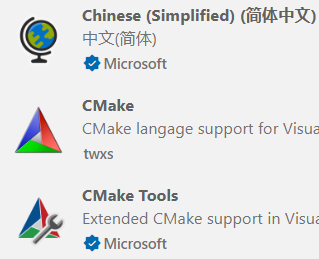 Chinese (Simplified) (简体中文)
中文(简体)
Microsoft
CMake
CMake langage support for Visua
twxs
CMake Tools
Extended CMake support in Visua
Microsoft